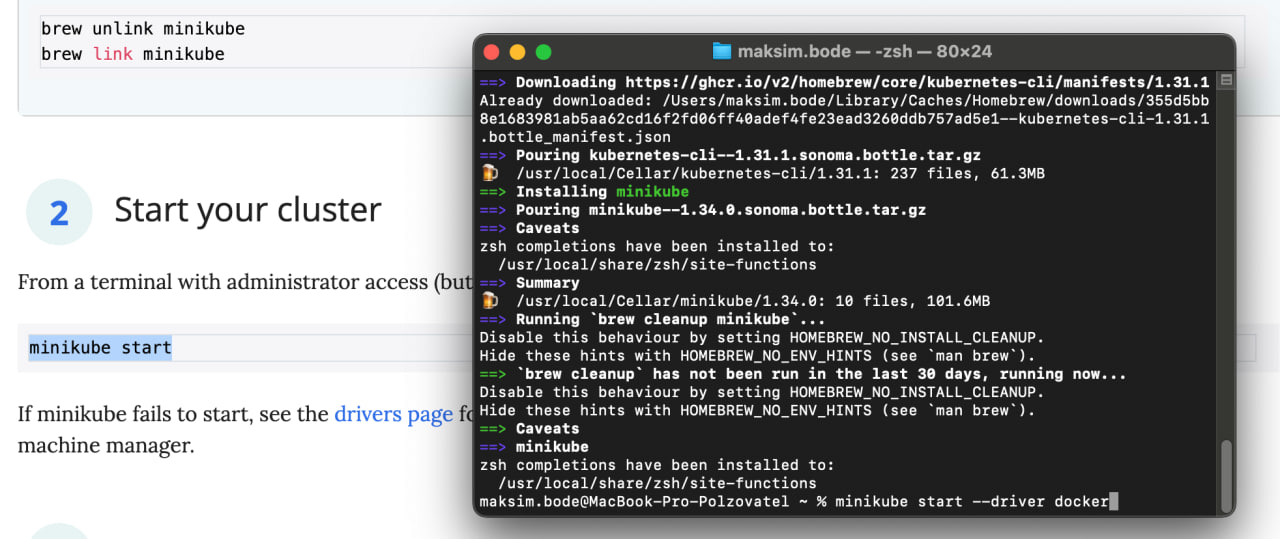 brew unlink minikube
brew link minikube
2
Start your cluster
From a terminal with administrator access (but
minikube start
If minikube fails to start, see the drivers page fo
machine manager.
maksim.bode — -zsh — 80×24
==> Downloading https://ghcr.io/v2/homebrew/core/kubernetes-cli/manifests/1.31.1
Already downloaded: /Users/maksim.bode/Library/Caches/Homebrew/downloads/355d5bb
8e1683981ab5aa62cd16f2fd06ff40adef4fe23ead3260ddb757ad5e1--kubernetes-cli-1.31.1
.bottle_manifest.json
==> Pouring kubernetes-cli--1.31.1.sonoma.bottle.tar.gz
🍺 /usr/local/Cellar/kubernetes-cli/1.31.1: 237 files, 61.3MB
==> Installing minikube
==> Pouring minikube--1.34.0.sonoma.bottle.tar.gz
==> Caveats
zsh completions have been installed to:
/usr/local/share/zsh/site-functions
==> Summary
🍺 /usr/local/Cellar/minikube/1.34.0: 10 files, 101.6MB
==> Running `brew cleanup minikube`...
Disable this behaviour by setting HOMEBREW_NO_INSTALL_CLEANUP.
Hide these hints with HOMEBREW_NO_ENV_HINTS (see `man brew`).
==> `brew cleanup` has not been run in the last 30 days, running now...
Disable this behaviour by setting HOMEBREW_NO_INSTALL_CLEANUP.
Hide these hints with HOMEBREW_NO_ENV_HINTS (see `man brew`).
==> Caveats
==> minikube
zsh completions have been installed to:
/usr/local/share/zsh/site-functions
maksim.bode@MacBook-Pro-Polzovatel ~ % minikube start --driver docker